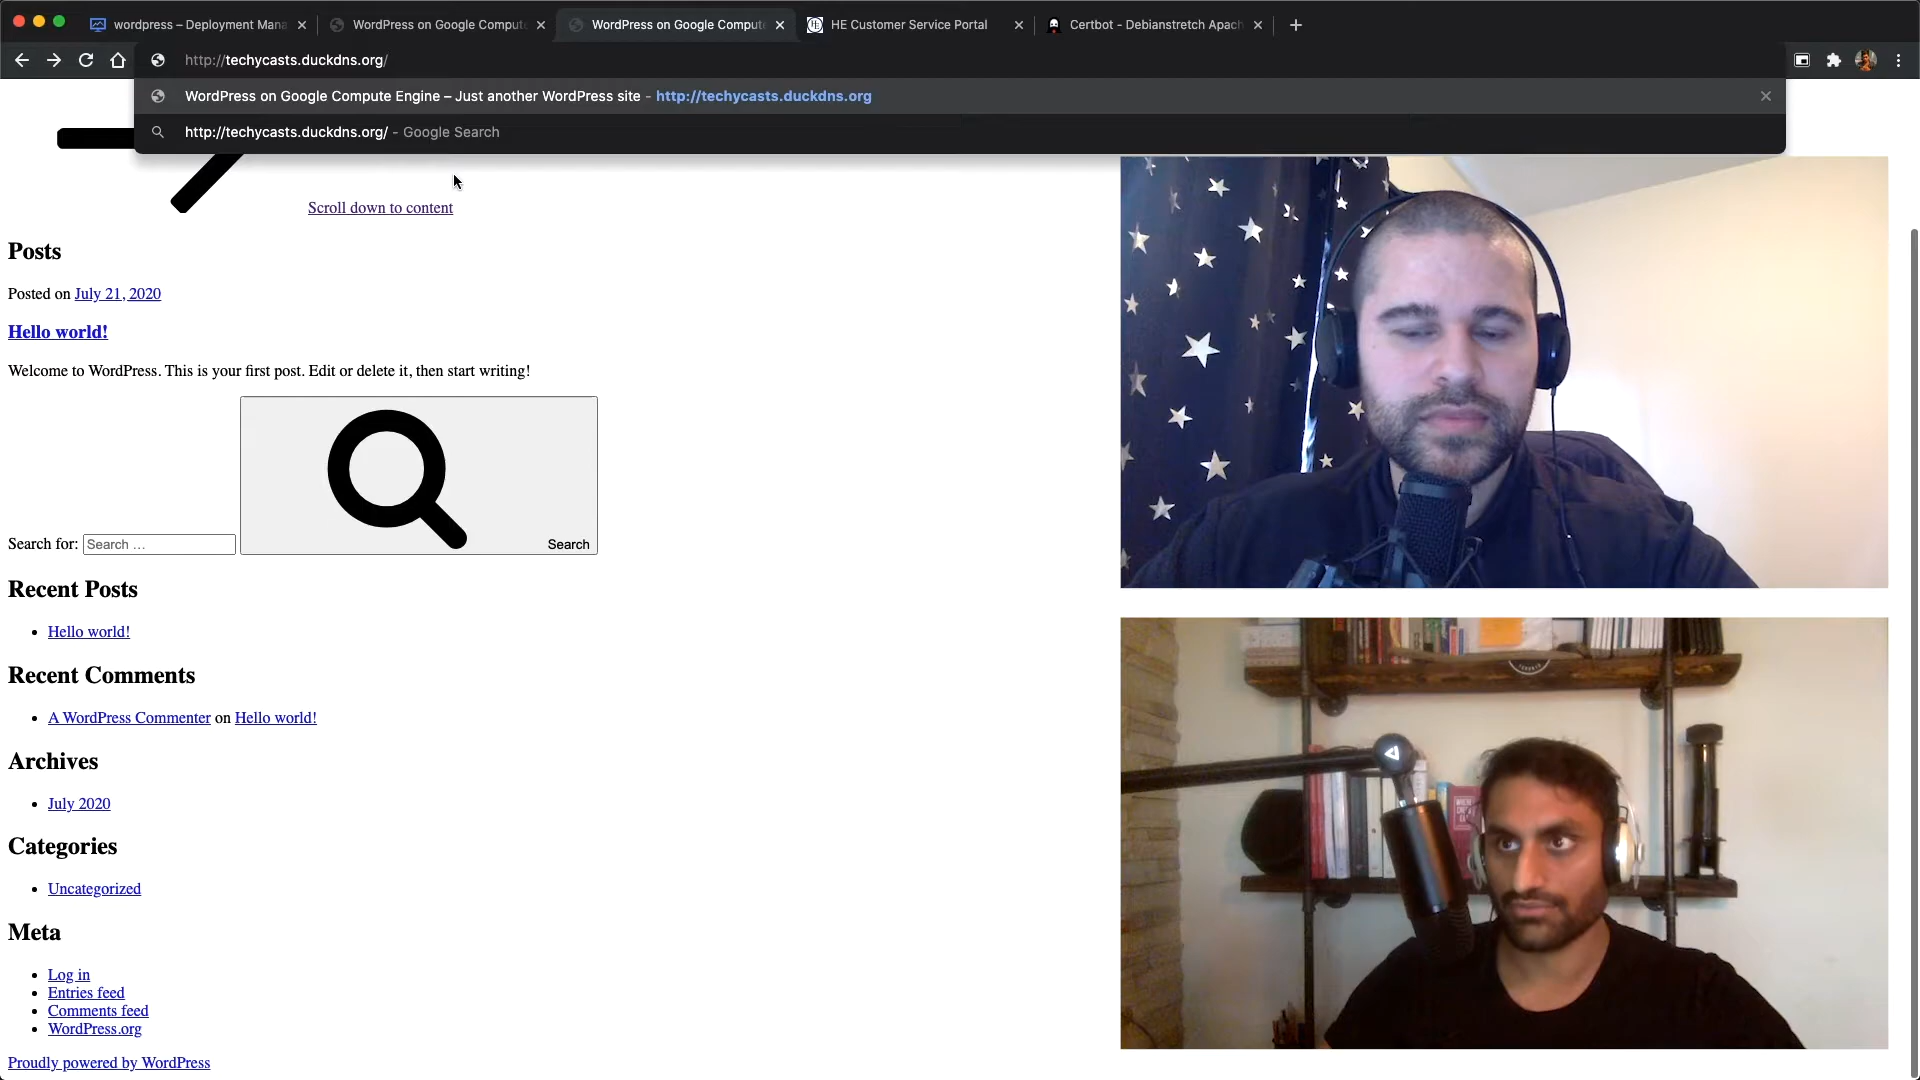 wordpress – Deployment Mana
WordPress on Google Comput
WordPress on Google Compute
HE Customer Service Portal
Certbot - Debianstretch Apach
http://techycasts.duckdns.org/
WordPress on Google Compute Engine – Just another WordPress site - http://techycasts.duckdns.org
http://techycasts.duckdns.org/ - Google Search
Scroll down to content
Posts
Posted on July 21, 2020
Hello world!
Welcome to WordPress. This is your first post. Edit or delete it, then start writing!
Search for: Search … Search
Recent Posts
Hello world!
Recent Comments
A WordPress Commenter on Hello world!
Archives
July 2020
Categories
Uncategorized
Meta
Log in
Entries feed
Comments feed
WordPress.org
Proudly powered by WordPress